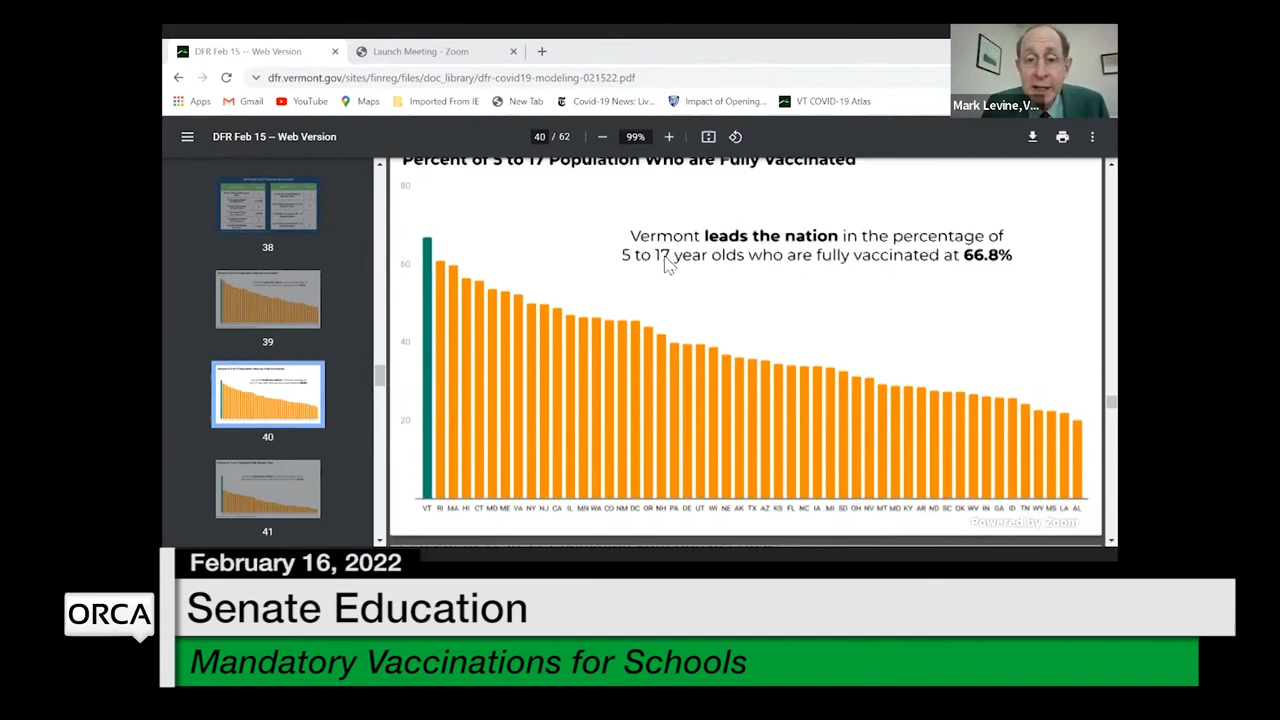 DFR Feb 15 -- Web Version
Launch Meeting - Zoom
dfr.vermont.gov/sites/finreg/files/doc_library/dfr-covid19-modeling-021522.pdf
Apps Gmail YouTube Maps Imported From IE New Tab Covid-19 News: Liv... Impact of Opening... VT COVID-19 Atlas
Mark Levine,V...
DFR Feb 15 -- Web Version 40 / 62 99%
Percent of 5 to 17 Population Who are Fully Vaccinated
Vermont leads the nation in the percentage of
5 to 17 year olds who are fully vaccinated at 66.8%
80
60
40
20
VT RI MA HI CT MD ME VA NY NJ CA IL MN WA CO NM DC OR NH PA DE UT WI NE AK TX AZ KS FL NC IA MI SD OH NV MT MO KY AR ND SC OK WV IN GA ID TN WY MS LA AL
Powered by Zoom
38
39
40
41
February 16, 2022
ORCA
Senate Education
Mandatory Vaccinations for Schools